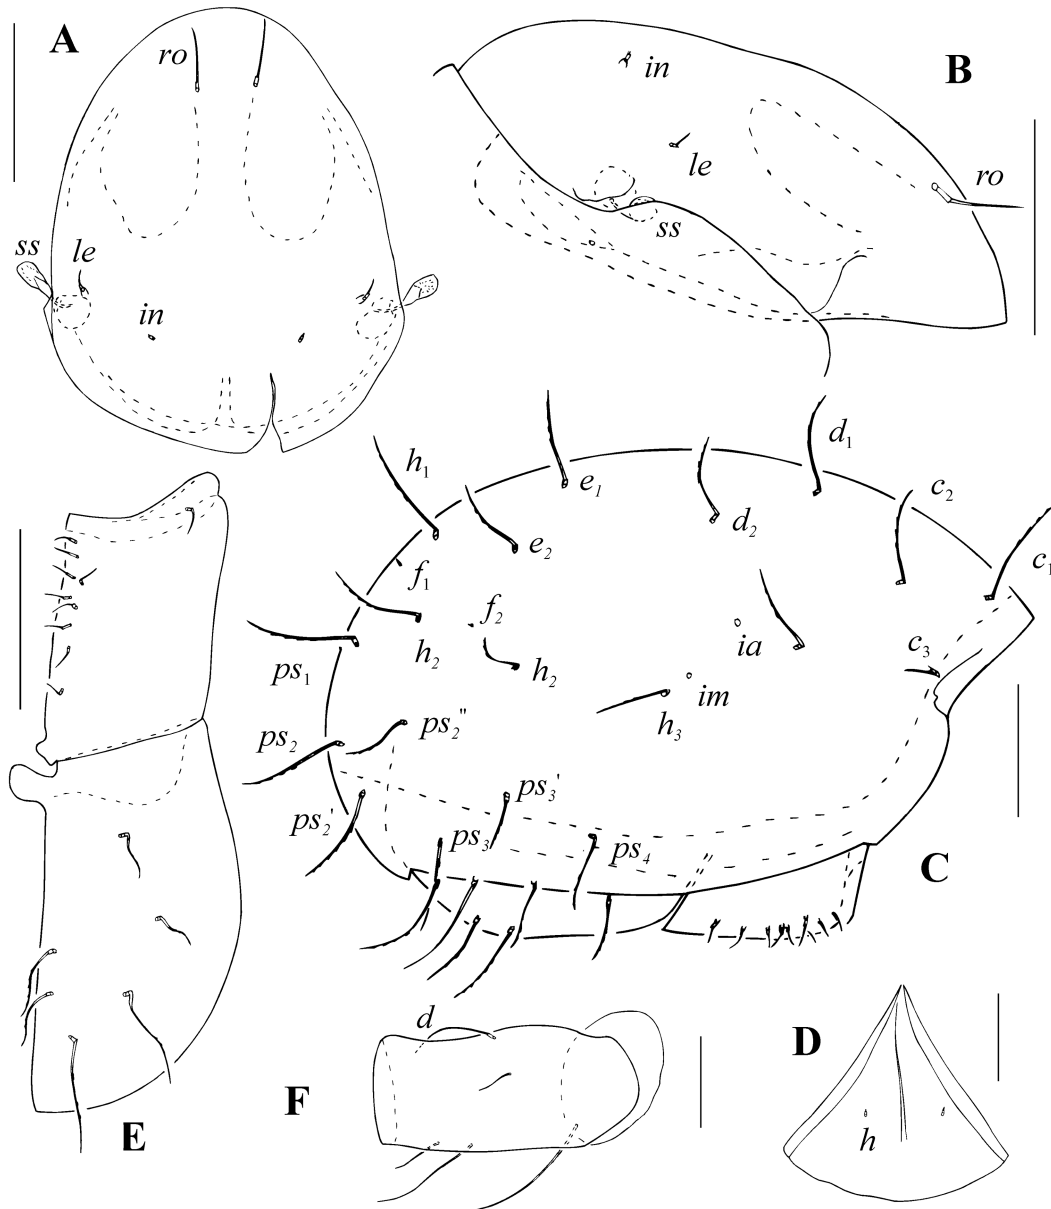 A
ro
ss
le
in
B
in
le
ro
ss
C
h1
e1
d1
c2
e2
d2
c1
f1
f2
h2
h2
ia
c3
ps1
im
h3
ps2
ps2''
ps2'
ps3'
ps3
ps4
D
h
E
F
d